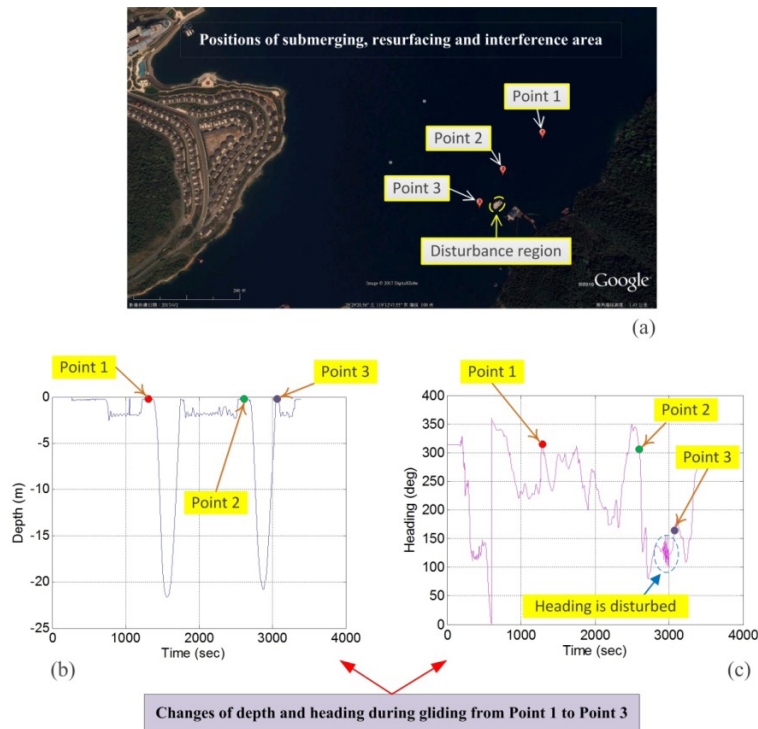 Positions of submerging, resurfacing and interference area
Point 1
Point 2
Point 3
Disturbance region
Google
(a)
Point 1
Point 3
Point 2
0
-5
-10
-15
-20
-25
Depth (m)
0 1000 2000 3000 4000
Time (sec)
(b)
Point 1
Point 2
Point 3
Heading is disturbed
400
350
300
250
200
150
100
50
0
Heading (deg)
0 1000 2000 3000 4000
Time (sec)
(c)
Changes of depth and heading during gliding from Point 1 to Point 3